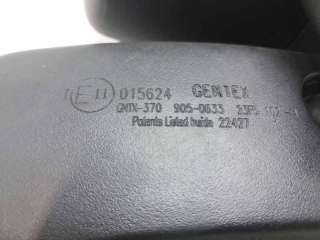 E11 015624 GENTEX
GNTX-370 905-0633
Patents Listed Inside 22427